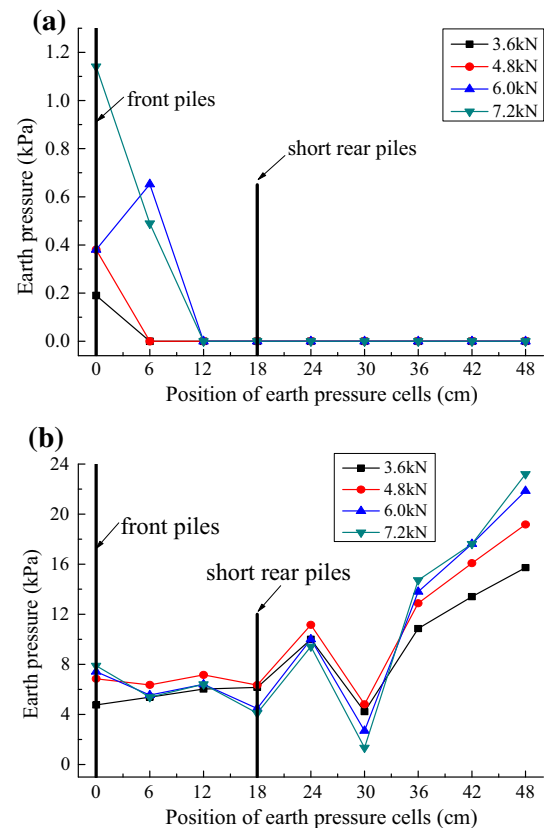 (a)
1.2
1.0
0.8
0.6
0.4
0.2
0.0
Earth pressure (kPa)
front piles
short rear piles
3.6kN
4.8kN
6.0kN
7.2kN
0 6 12 18 24 30 36 42 48
Position of earth pressure cells (cm)
(b)
24
20
16
12
8
4
0
Earth pressure (kPa)
front piles
short rear piles
3.6kN
4.8kN
6.0kN
7.2kN
0 6 12 18 24 30 36 42 48
Position of earth pressure cells (cm)